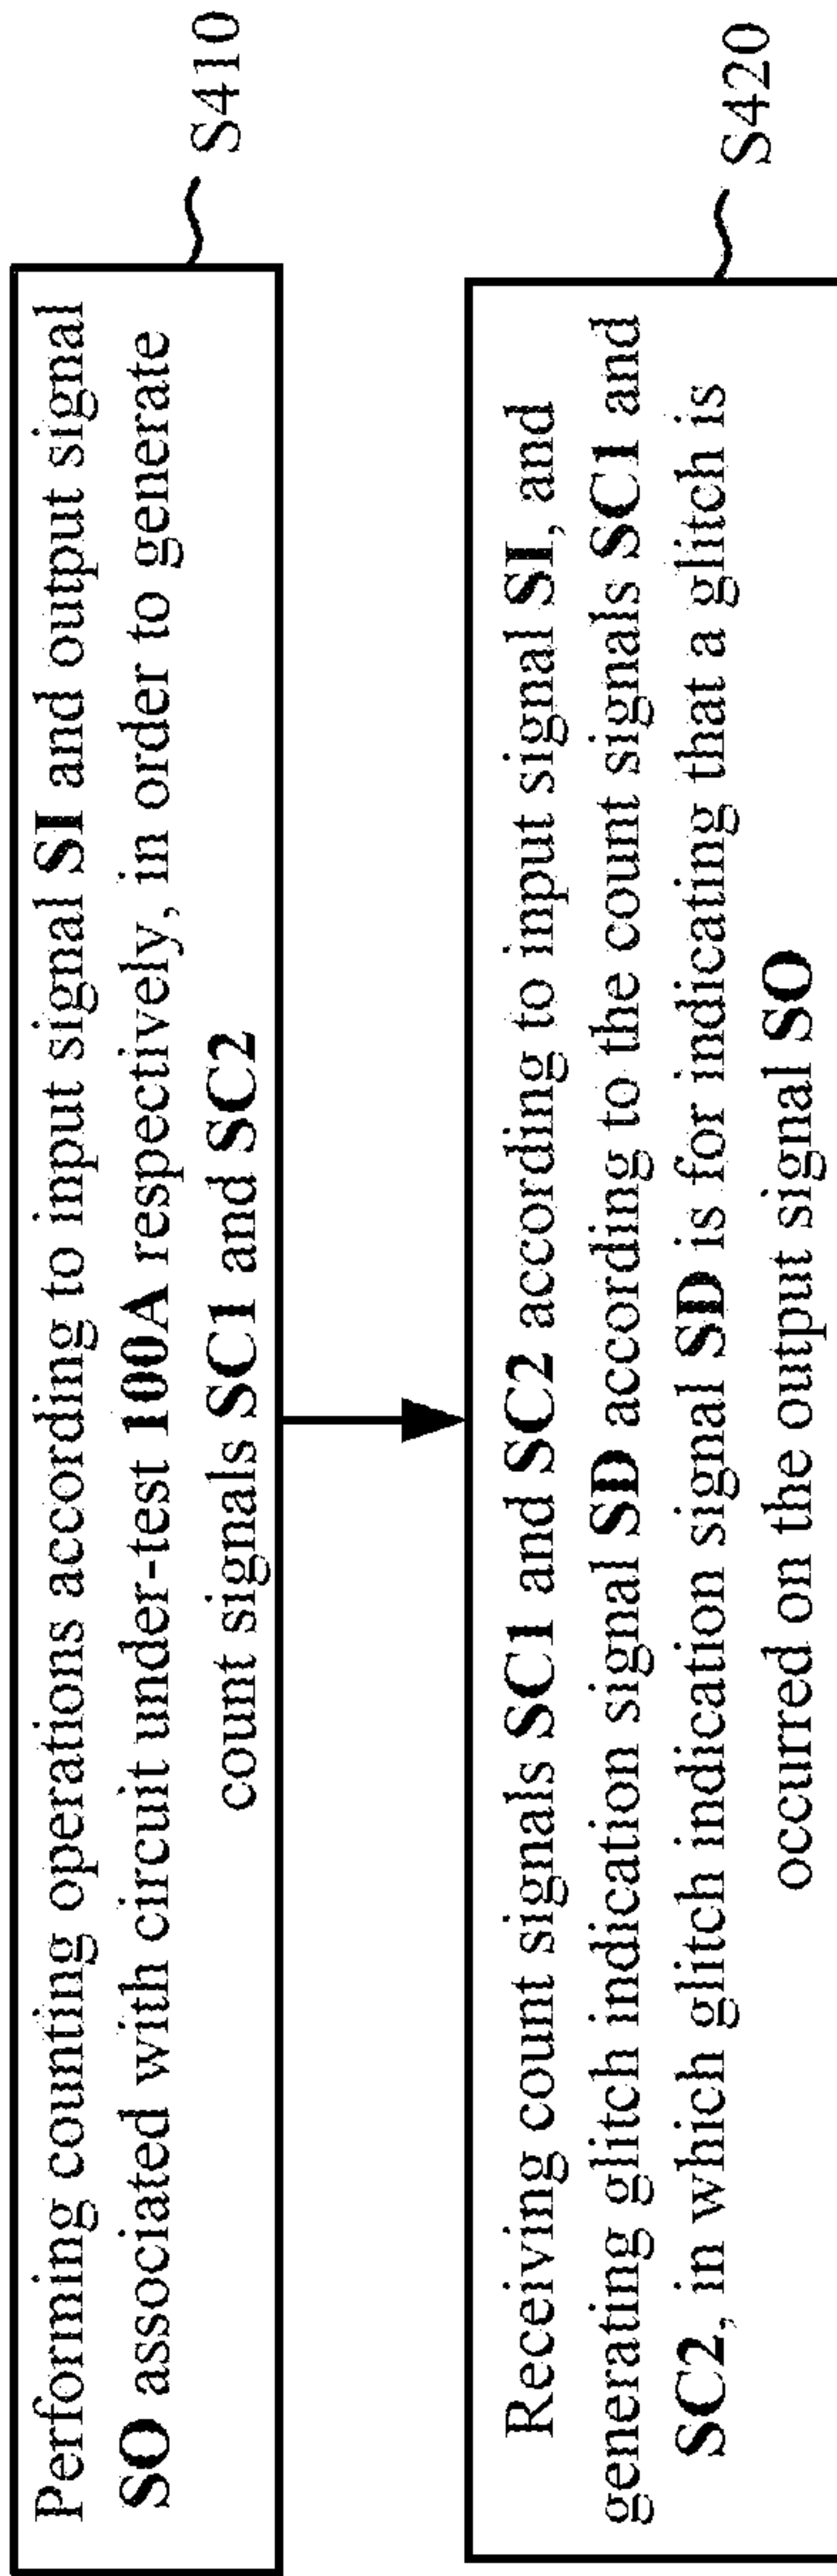 Performing counting operations according to input signal SI and output signal
SO associated with circuit under-test 100A respectively, in order to generate
count signals SC1 and SC2
S410
Receiving count signals SC1 and SC2 according to input signal SI, and
generating glitch indication signal SD according to the count signals SC1 and
SC2, in which glitch indication signal SD is for indicating that a glitch is
occurred on the output signal SO
S420